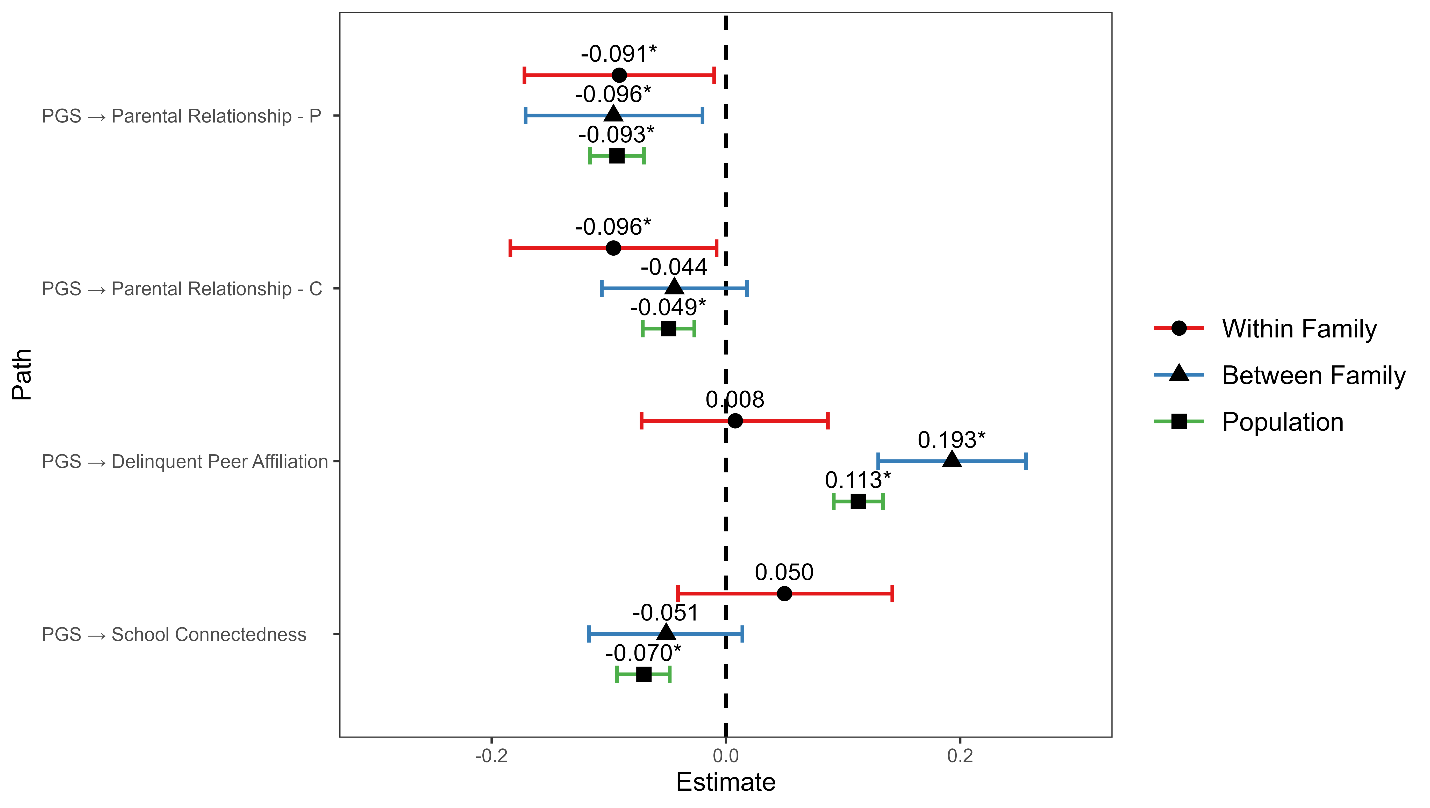 -0.091*
-0.096*
PGS → Parental Relationship - P
-0.093*
-0.096*
-0.044
PGS → Parental Relationship - C
-0.049*
Path
0.008
0.193*
PGS → Delinquent Peer Affiliation
0.113*
0.050
-0.051
PGS → School Connectedness
-0.070*
-0.2
0.0
0.2
Estimate
Within Family
Between Family
Population